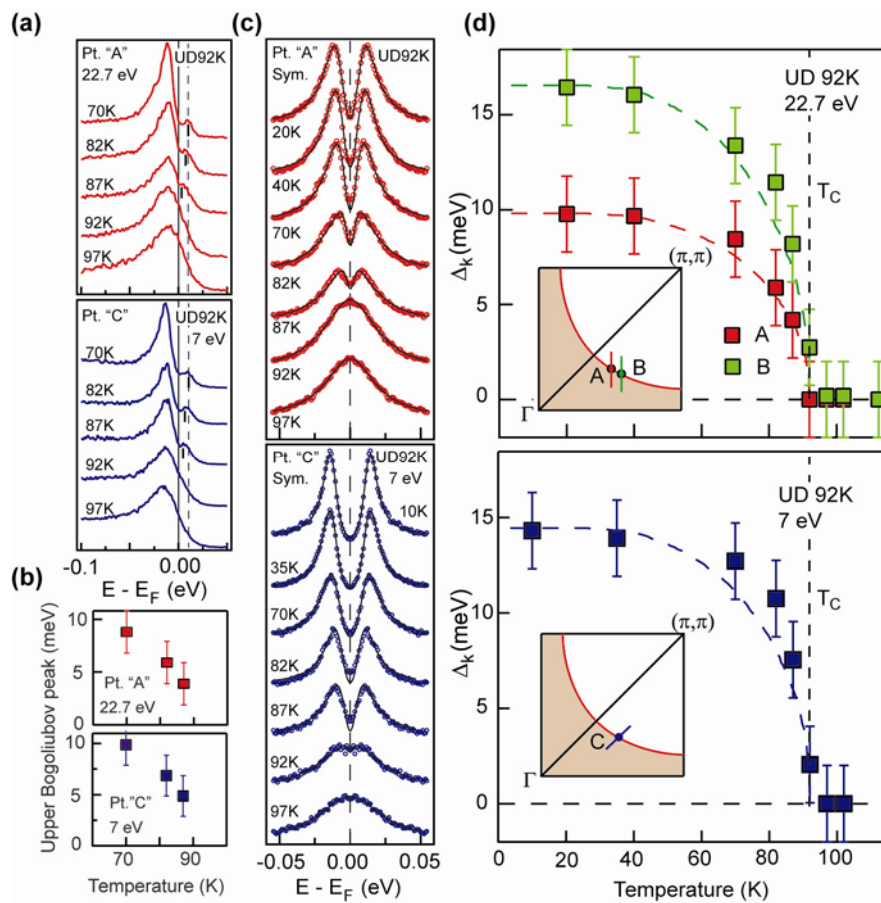 (a)
Pt. “A” UD92K
22.7 eV
70K
82K
87K
92K
97K
Pt. “C” UD92K
7 eV
70K
82K
87K
92K
97K
-0.1 0.00
E - EF (eV)
(b)
Upper Bogoliubov peak (meV)
10
5
0
Pt. “A”
22.7 eV
10
5
0
Pt.”C”
7 eV
70 90
Temperature (K)
(c)
Pt. “A” UD92K
Sym.
20K
40K
70K
82K
87K
92K
97K
Pt. “C” UD92K
Sym. 7 eV
10K
35K
70K
82K
87K
92K
97K
-0.05 0.00 0.05
E - EF (eV)
(d)
UD 92K
22.7 eV
TC
Δk(meV)
15
10
5
0
(π,π)
A B
Γ
A
B
UD 92K
7 eV
TC
Δk(meV)
15
10
5
0
(π,π)
C
Γ
0 20 40 60 80 100
Temperature (K)